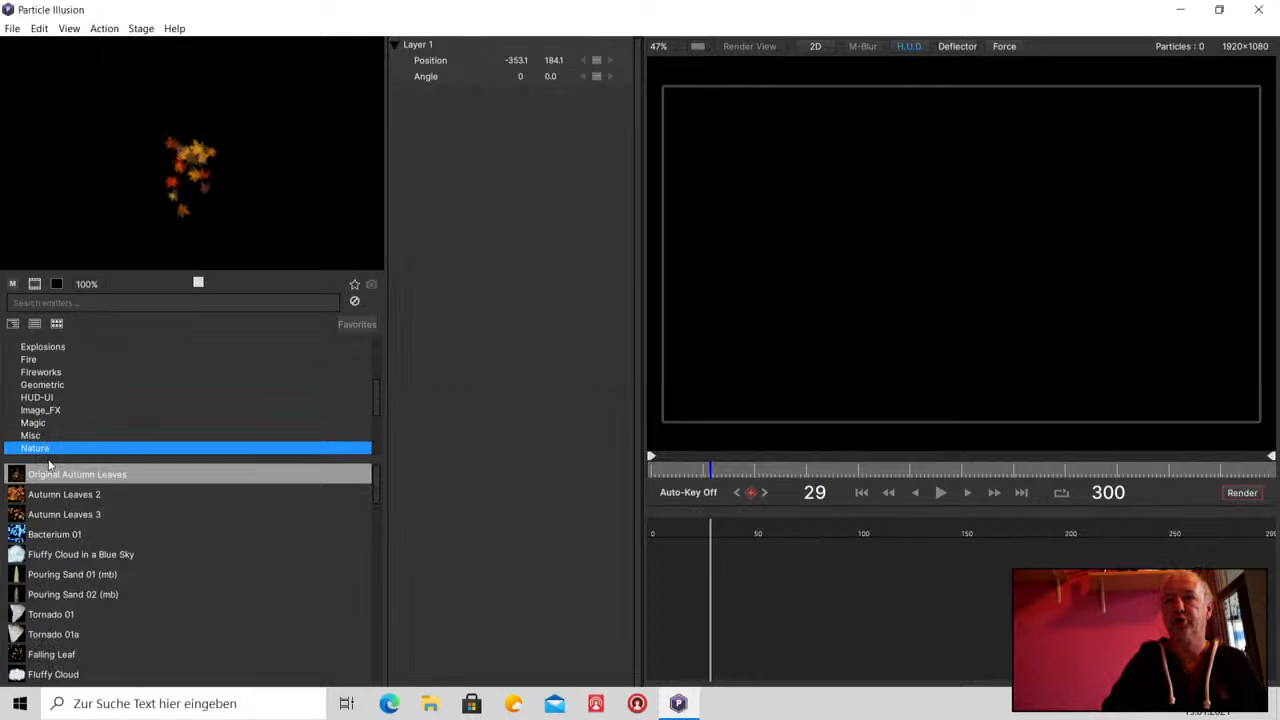 Particle Illusion
File Edit View Action Stage Help
Layer 1
Position -353.1 184.1
Angle 0 0.0
47% Render View 2D M-Blur H.U.D. Deflector Force Particles : 0 1920×1080
M 100%
Search emitters ...
Favorites
Explosions
Fire
Fireworks
Geometric
HUD-UI
Image_FX
Magic
Misc
Nature
Original Autumn Leaves
Autumn Leaves 2
Autumn Leaves 3
Bacterium 01
Fluffy Cloud in a Blue Sky
Pouring Sand 01 (mb)
Pouring Sand 02 (mb)
Tornado 01
Tornado 01a
Falling Leaf
Fluffy Cloud
Auto-Key Off 29 300 Render
0 50 100 150 200 250 29
Zur Suche Text hier eingeben